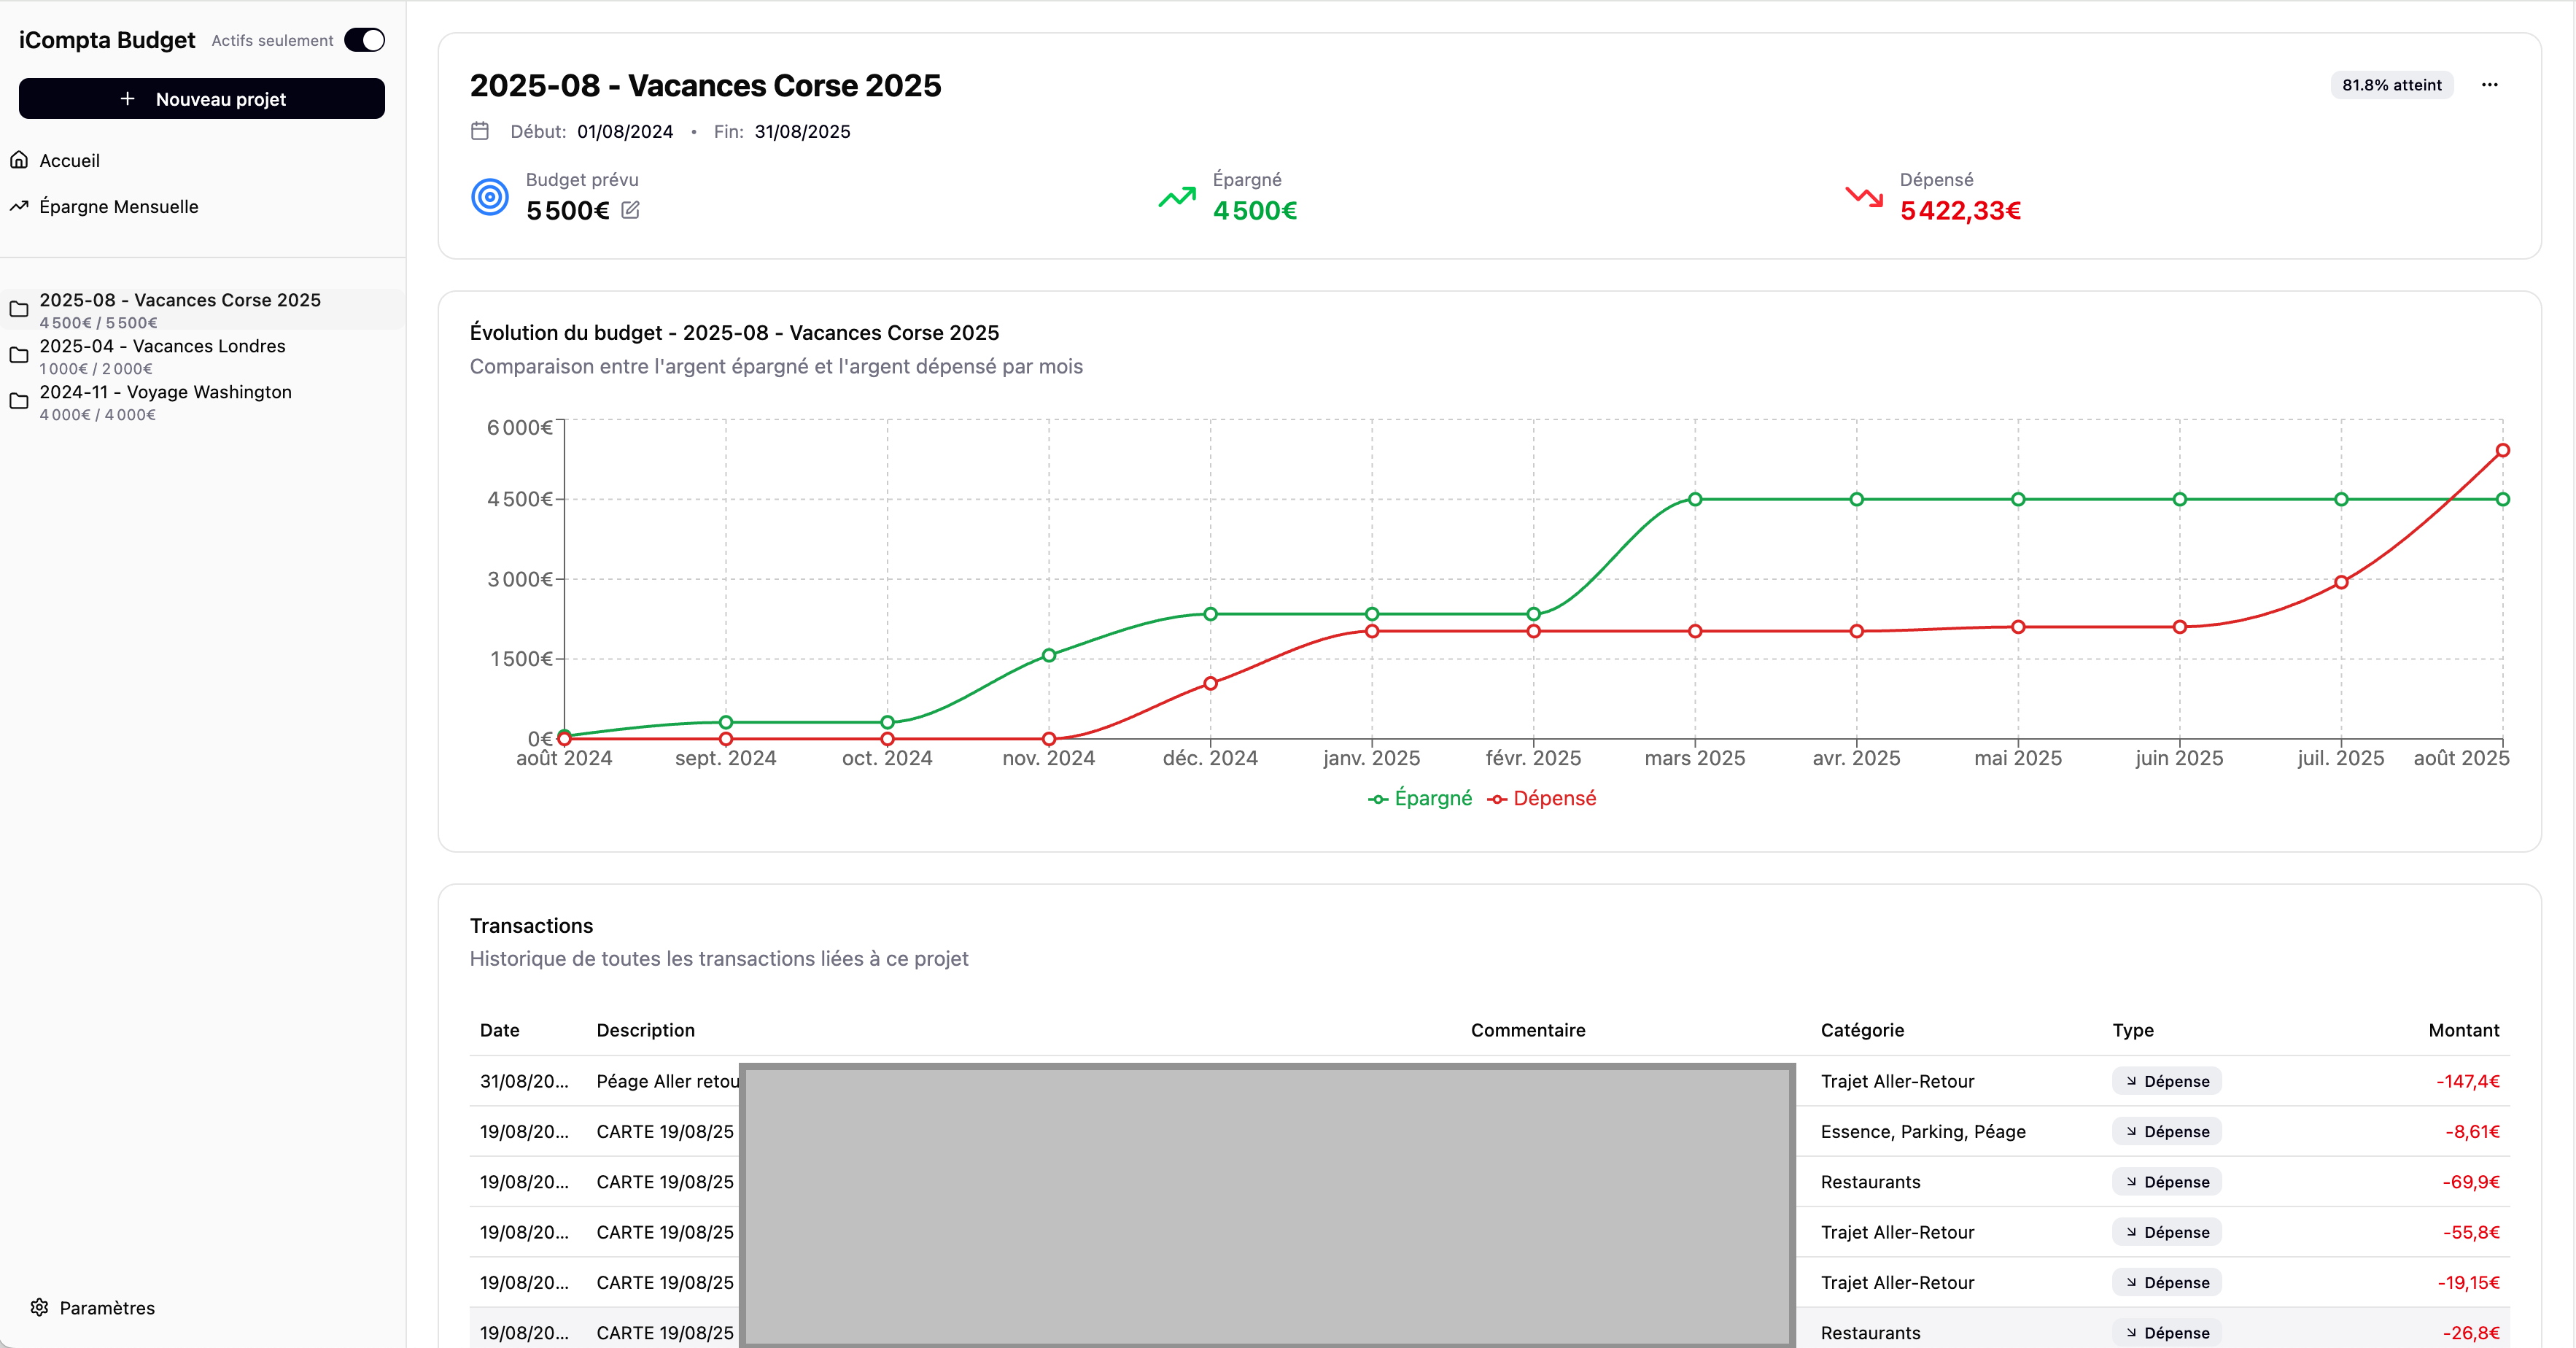 iCompta Budget Actifs seulement
Nouveau projet
Accueil
Épargne Mensuelle
2025-08 - Vacances Corse 2025
4 500€ / 5 500€
2025-04 - Vacances Londres
1 000€ / 2 000€
2024-11 - Voyage Washington
4 000€ / 4 000€
Paramètres
2025-08 - Vacances Corse 2025
81.8% atteint
Début: 01/08/2024 • Fin: 31/08/2025
Budget prévu
5 500€
Épargné
4 500€
Dépensé
5 422,33€
Évolution du budget - 2025-08 - Vacances Corse 2025
Comparaison entre l'argent épargné et l'argent dépensé par mois
6 000€
4 500€
3 000€
1 500€
0€
août 2024 sept. 2024 oct. 2024 nov. 2024 déc. 2024 janv. 2025 févr. 2025 mars 2025 avr. 2025 mai 2025 juin 2025 juil. 2025 août 2025
Épargné Dépensé
Transactions
Historique de toutes les transactions liées à ce projet
Date Description Commentaire Catégorie Type Montant
31/08/20... Péage Aller retou Trajet Aller-Retour Dépense -147,4€
19/08/20... CARTE 19/08/25 Essence, Parking, Péage Dépense -8,61€
19/08/20... CARTE 19/08/25 Restaurants Dépense -69,9€
19/08/20... CARTE 19/08/25 Trajet Aller-Retour Dépense -55,8€
19/08/20... CARTE 19/08/25 Trajet Aller-Retour Dépense -19,15€
19/08/20... CARTE 19/08/25 Restaurants Dépense -26,8€